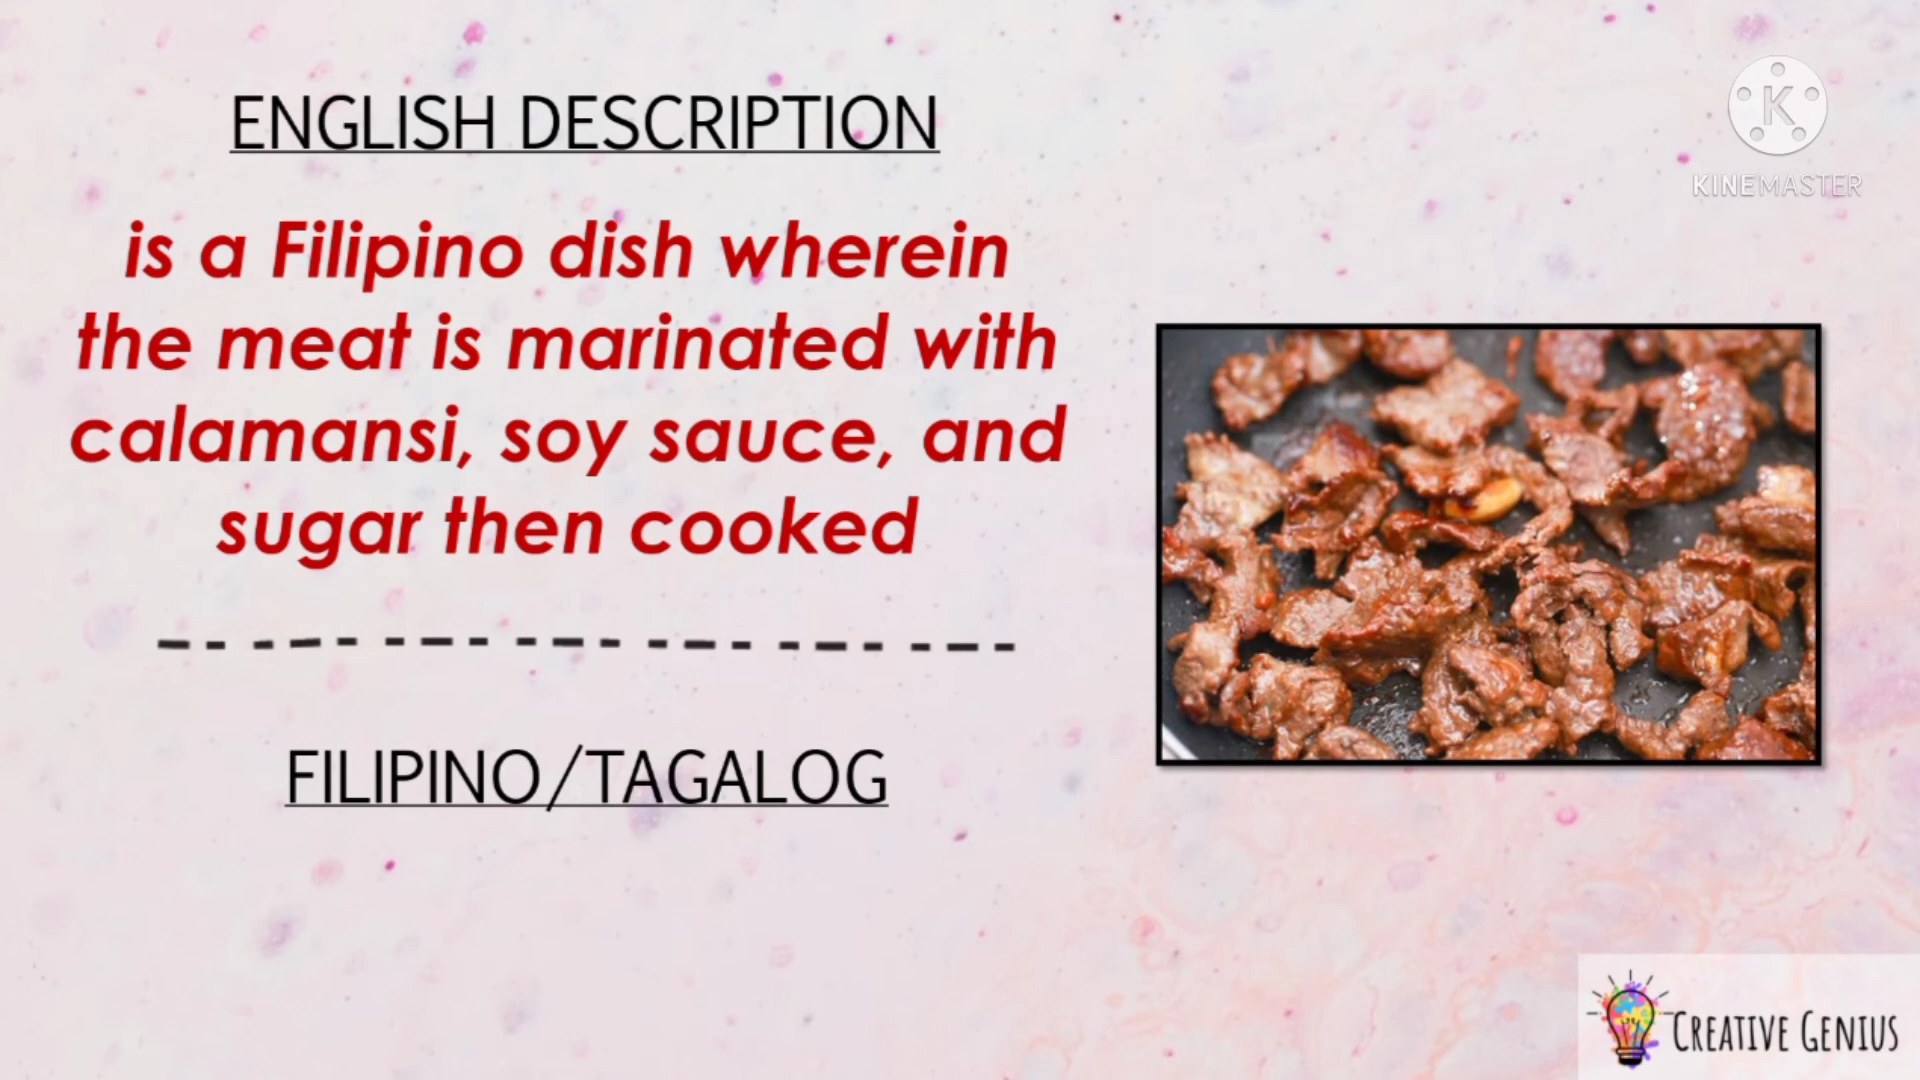 ENGLISH DESCRIPTION
is a Filipino dish wherein
the meat is marinated with
calamansi, soy sauce, and
sugar then cooked
FILIPINO/TAGALOG
K
KINEMASTER
CREATIVE GENIUS